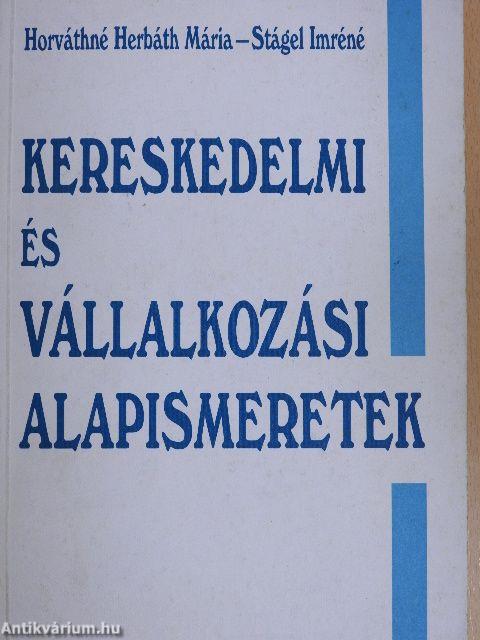 Horváthné Herbáth Mária – Stágel Imréné
KERESKEDELMI
ÉS
VÁLLALKOZÁSI
ALAPISMERETEK
Antikvárium.hu